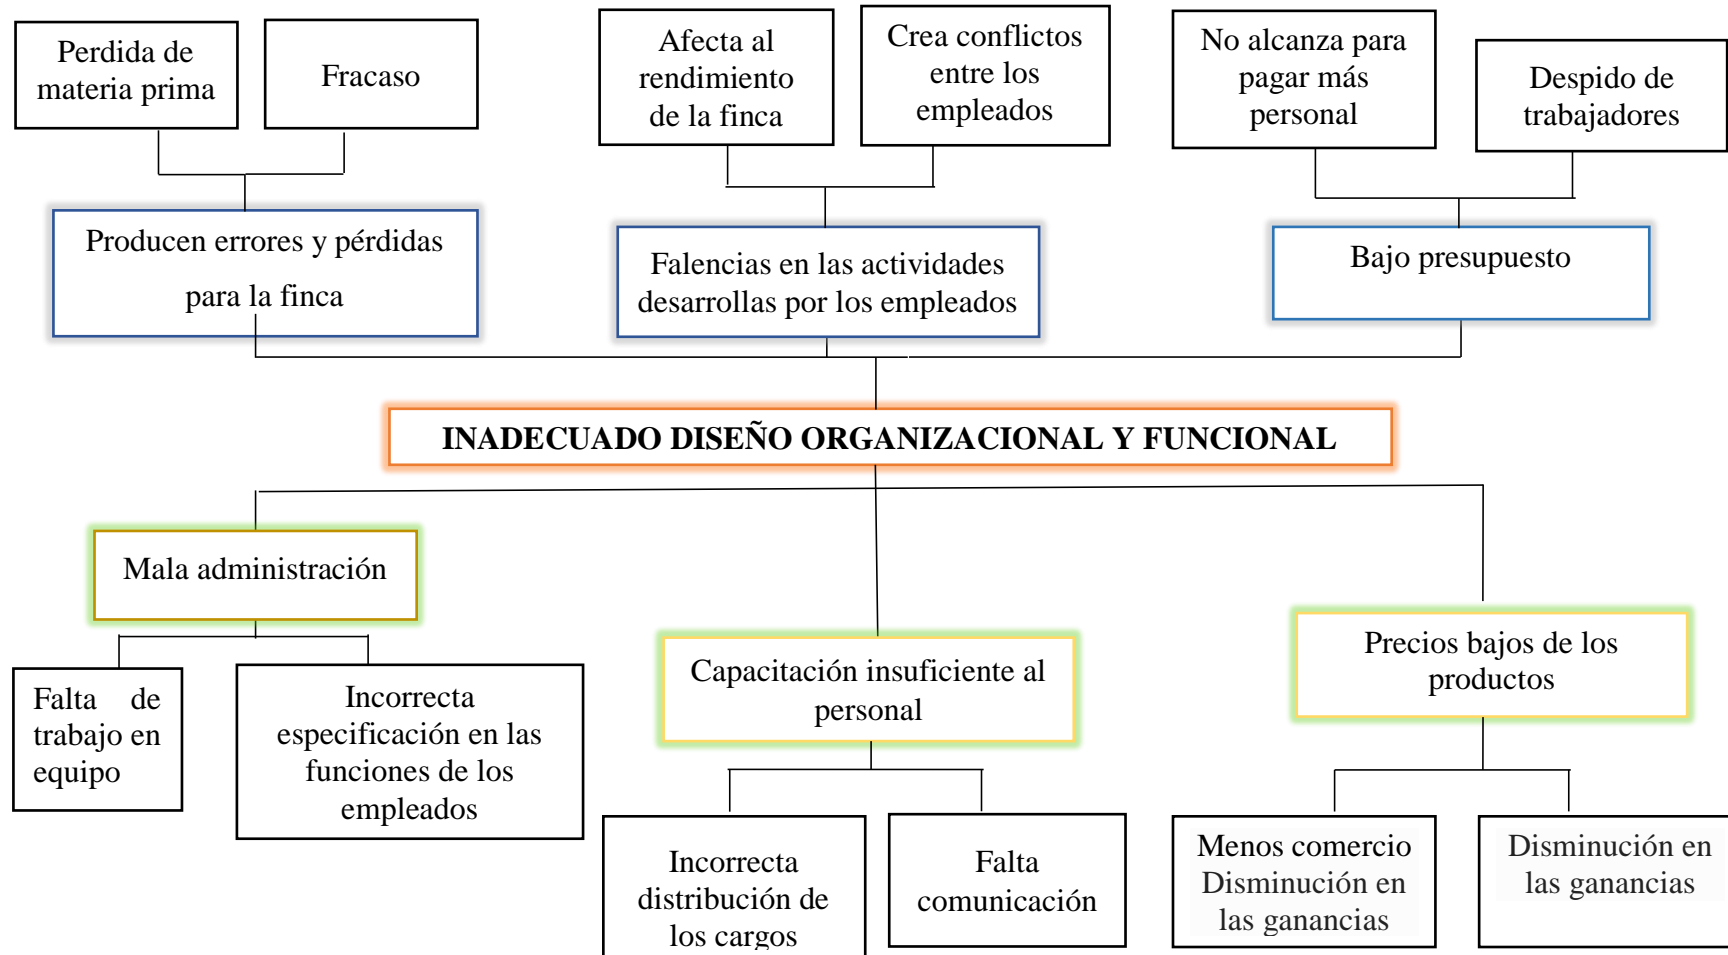 Perdida de
materia prima
Fracaso
Afecta al
rendimiento
de la finca
Crea conflictos
entre los
empleados
No alcanza para
pagar más
personal
Despido de
trabajadores
Producen errores y pérdidas
para la finca
Falencias en las actividades
desarrollas por los empleados
Bajo presupuesto
INADECUADO DISEÑO ORGANIZACIONAL Y FUNCIONAL
Mala administración
Capacitación insuficiente al
personal
Precios bajos de los
productos
Falta de
trabajo en
equipo
Incorrecta
especificación en las
funciones de los
empleados
Incorrecta
distribución de
los cargos
Falta
comunicación
Menos comercio
Disminución en
las ganancias
Disminución en
las ganancias